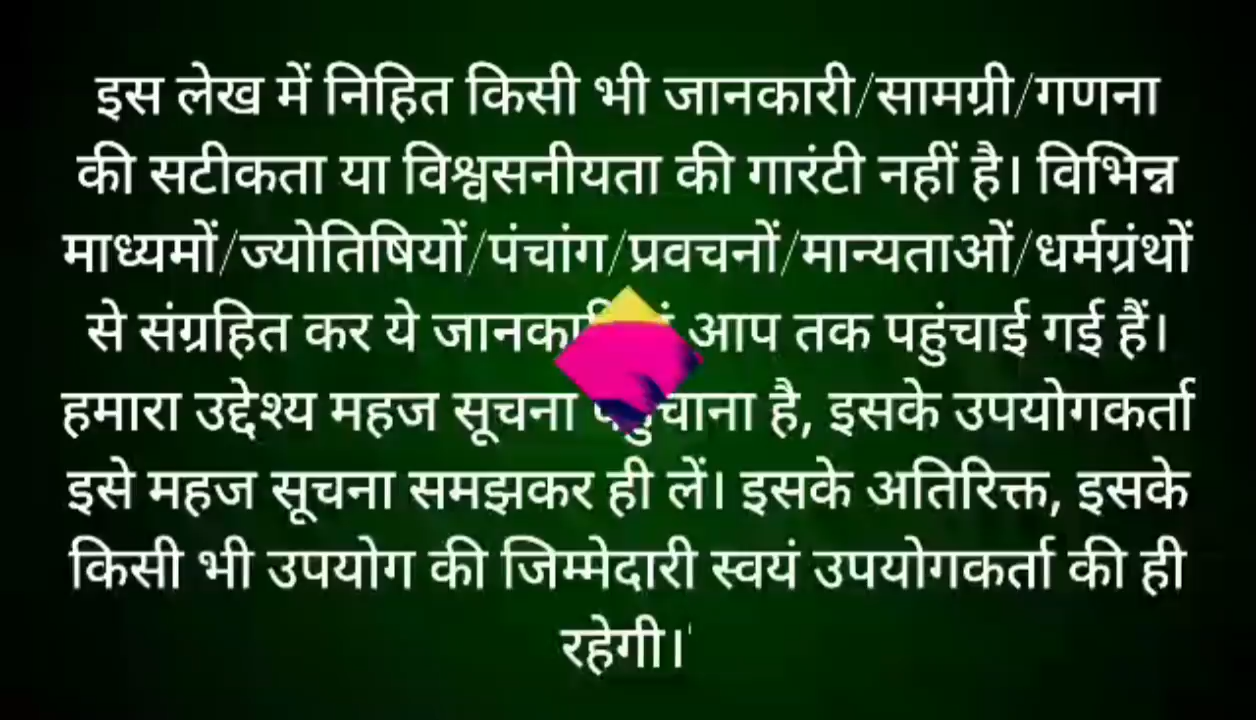 इस लेख में निहित किसी भी जानकारी/सामग्री/गणना
की सटीकता या विश्वसनीयता की गारंटी नहीं है। विभिन्न
माध्यमों/ज्योतिषियों/पंचांग/प्रवचनों/मान्यताओं/धर्मग्रंथों
से संग्रहित कर ये आप तक पहुंचाई गई हैं।
हमारा उद्देश्य महज सूचना है, इसके उपयोगकर्ता
इसे महज सूचना समझकर ही लें। इसके अतिरिक्त, इसके
किसी भी उपयोग की जिम्मेदारी स्वयं उपयोगकर्ता की ही
रहेगी।'